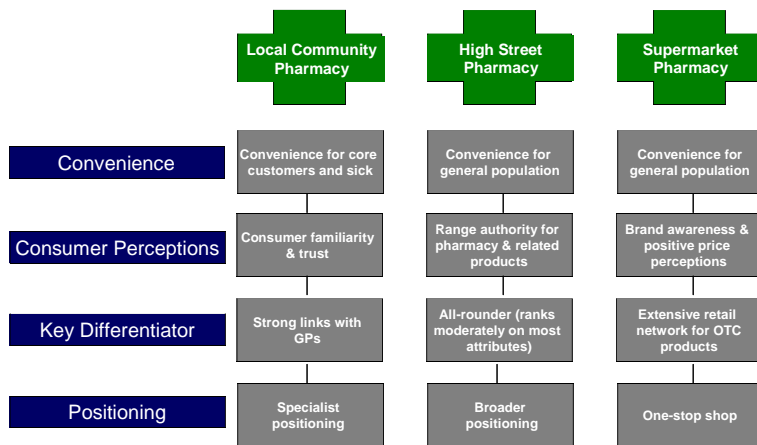 Local Community
Pharmacy
High Street
Pharmacy
Supermarket
Pharmacy
Convenience
Convenience for core
customers and sick
Convenience for
general population
Convenience for
general population
Consumer Perceptions
Consumer familiarity
& trust
Range authority for
pharmacy & related
products
Brand awareness &
positive price
perceptions
Key Differentiator
Strong links with
GPs
All-rounder (ranks
moderately on most
attributes)
Extensive retail
network for OTC
products
Positioning
Specialist
positioning
Broader
positioning
One-stop shop